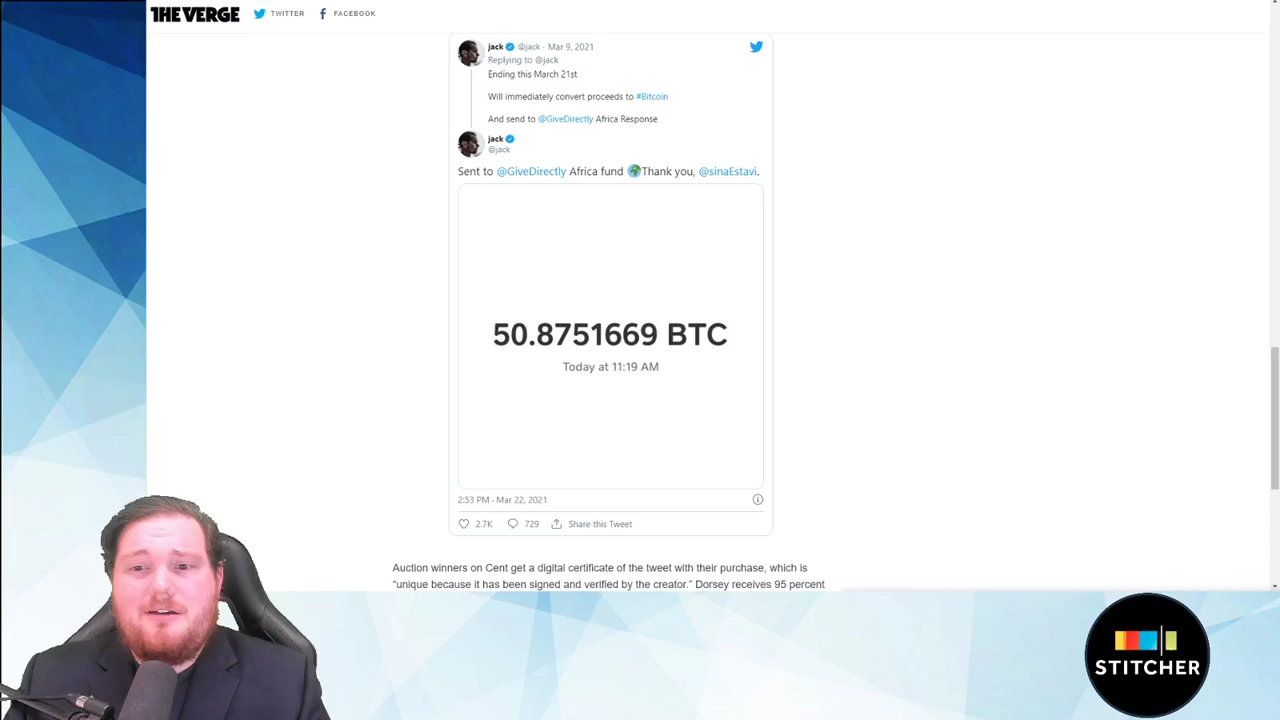 THE VERGE TWITTER FACEBOOK
jack @jack · Mar 9, 2021
Replying to @jack
Ending this March 21st
Will immediately convert proceeds to #Bitcoin
And send to @GiveDirectly Africa Response
jack
@jack
Sent to @GiveDirectly Africa fund 🌍Thank you, @sinaEstavi.
50.8751669 BTC
Today at 11:19 AM
2:53 PM · Mar 22, 2021
2.7K 729 Share this Tweet
Auction winners on Cent get a digital certificate of the tweet with their purchase, which is
“unique because it has been signed and verified by the creator.” Dorsey receives 95 percent
STITCHER